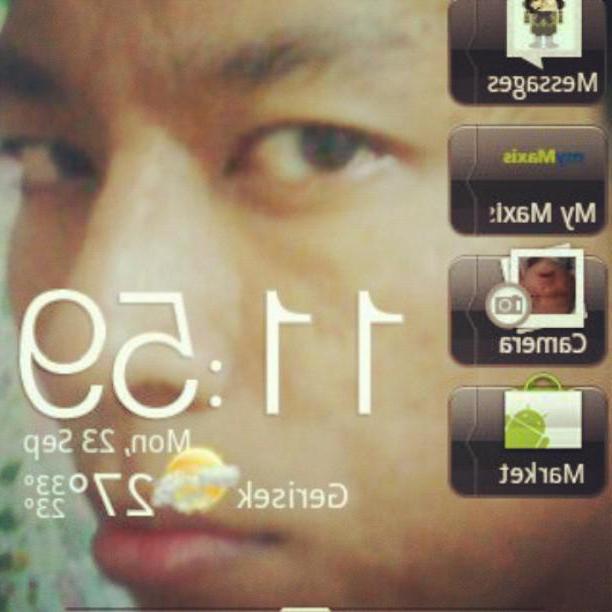 Messages
myMaxis
My Maxis
Camera
Market
11:59
Mon, 23 Sep
Gerisek
27°
33°
23°